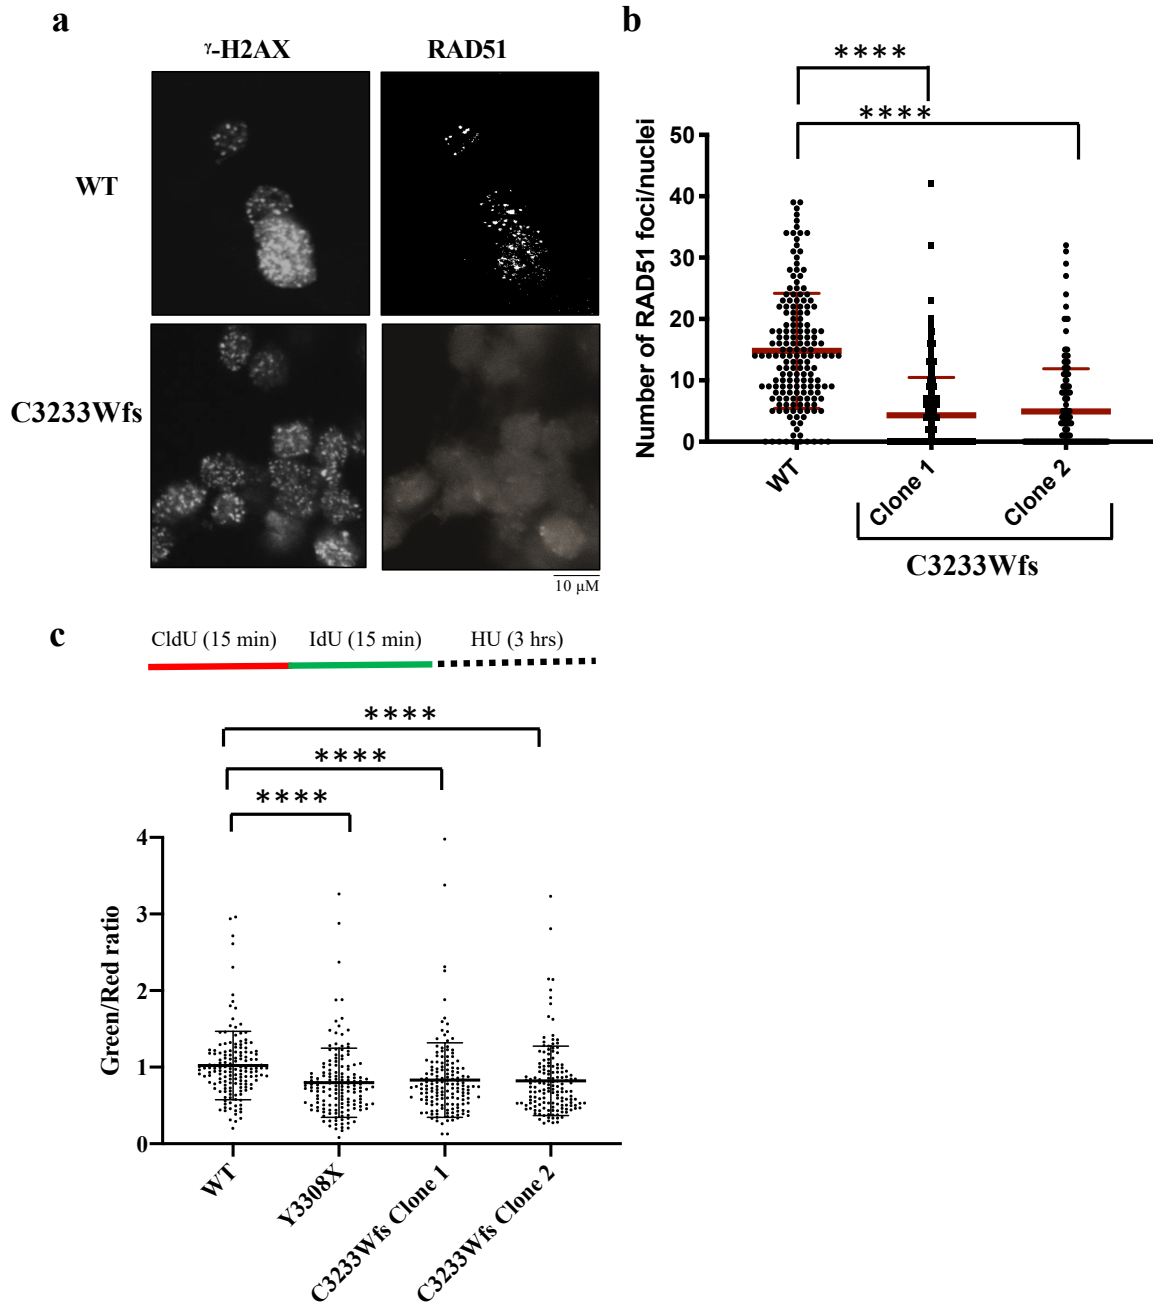 a
γ-H2AX
RAD51
WT
C3233Wfs
10 μM
b
****
****
Number of RAD51 foci/nuclei
50
40
30
20
10
0
WT
Clone 1
Clone 2
C3233Wfs
c
CldU (15 min)
IdU (15 min)
HU (3 hrs)
****
****
****
Green/Red ratio
4
3
2
1
0
WT
Y3308X
C3233Wfs Clone 1
C3233Wfs Clone 2